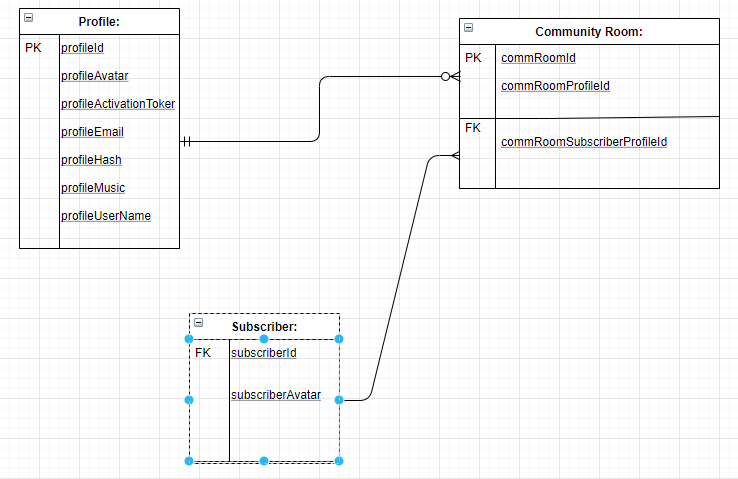 Profile:
PK
profileId
profileAvatar
profileActivationToker
profileEmail
profileHash
profileMusic
profileUserName
Community Room:
PK
commRoomId
commRoomProfileId
FK
commRoomSubscriberProfileId
Subscriber:
FK
subscriberId
subscriberAvatar